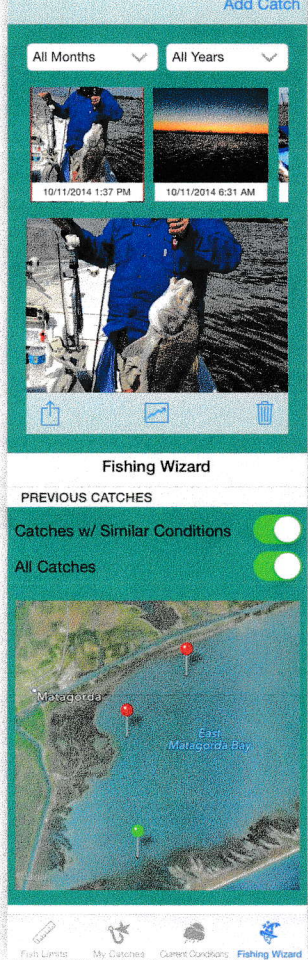 Add Catch
All Months All Years
10/11/2014 1:37 PM 10/11/2014 6:31 AM
Fishing Wizard
PREVIOUS CATCHES
Catches w/ Similar Conditions
All Catches
Matagorda
East
Matagorda Bay
Fish Limits My Catches Current Conditions Fishing Wizard